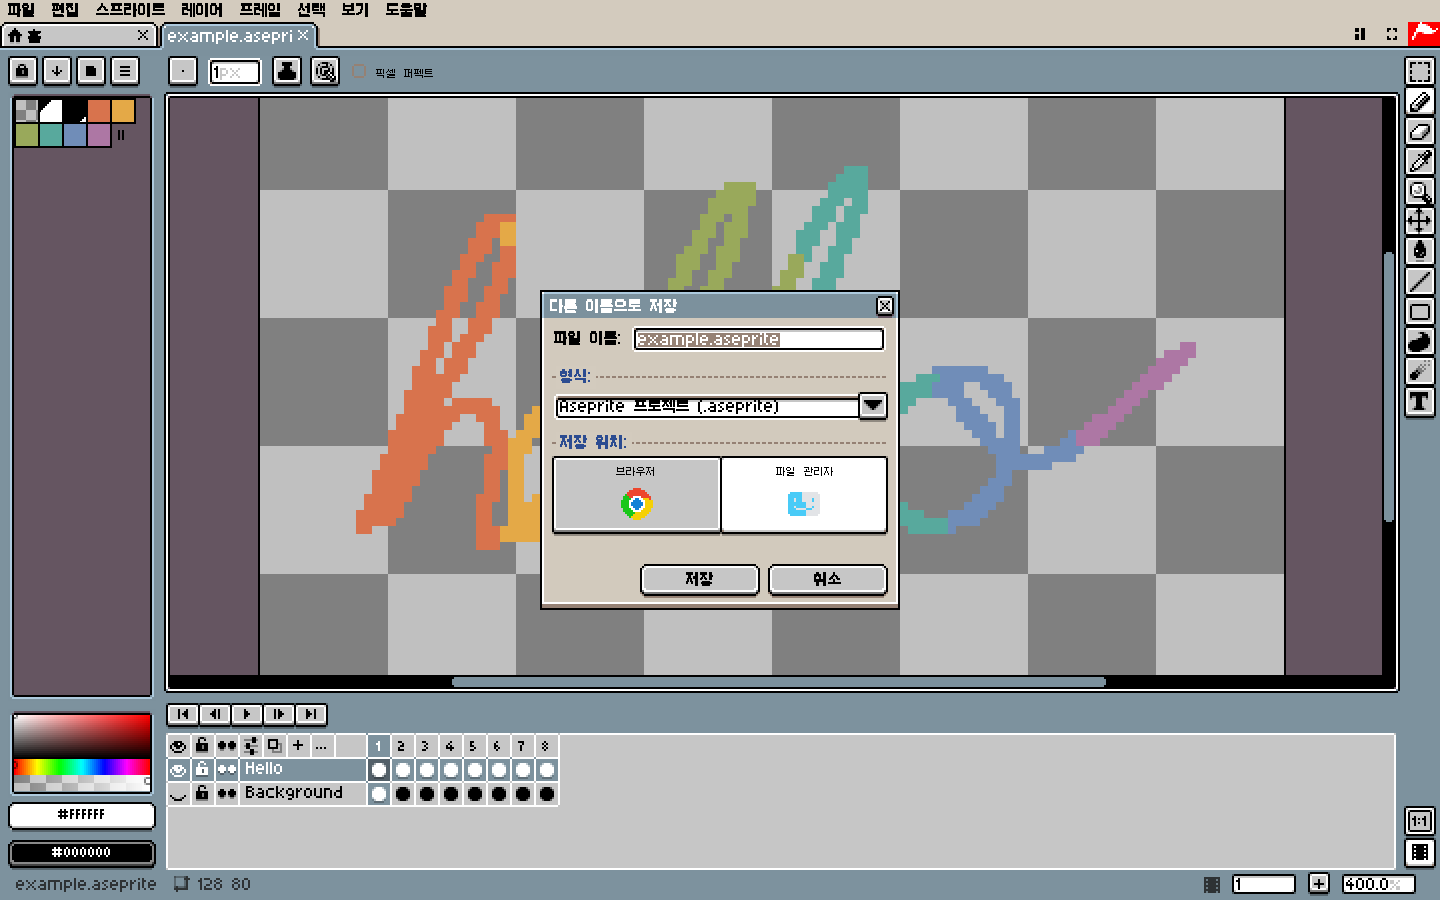 파일 편집 스프라이트 레이어 프레임 선택 보기 도움말
홈 example.asepri
1px 픽셀 퍼펙트
다른 이름으로 저장
파일 이름: example.aseprite
형식:
Aseprite 프로젝트 (.aseprite)
저장 위치:
브라우저 파일 관리자
저장 취소
1 2 3 4 5 6 7 8
Hello
Background
#FFFFFF
#000000
1:1
example.aseprite 128 80 1 + 400.0%